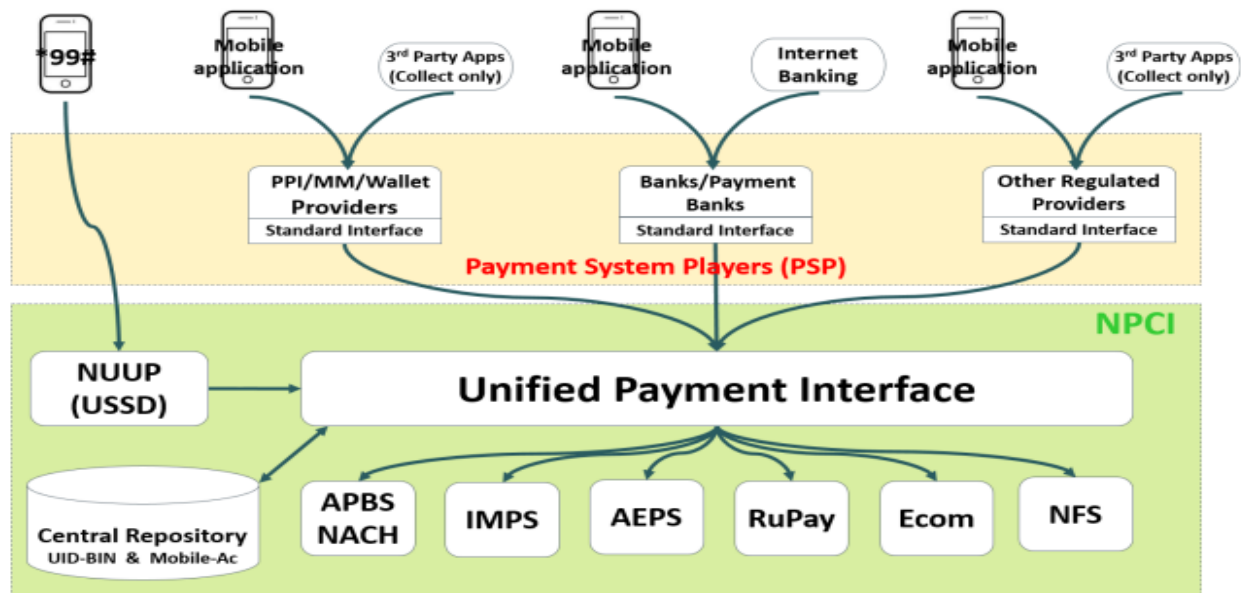 *99#
Mobile
application
3rd Party Apps
(Collect only)
Mobile
application
Internet
Banking
Mobile
application
3rd Party Apps
(Collect only)
PPI/MM/Wallet
Providers
Standard Interface
Banks/Payment
Banks
Standard Interface
Other Regulated
Providers
Standard Interface
Payment System Players (PSP)
NPCI
NUUP
(USSD)
Unified Payment Interface
Central Repository
UID-BIN & Mobile-Ac
APBS
NACH
IMPS
AEPS
RuPay
Ecom
NFS